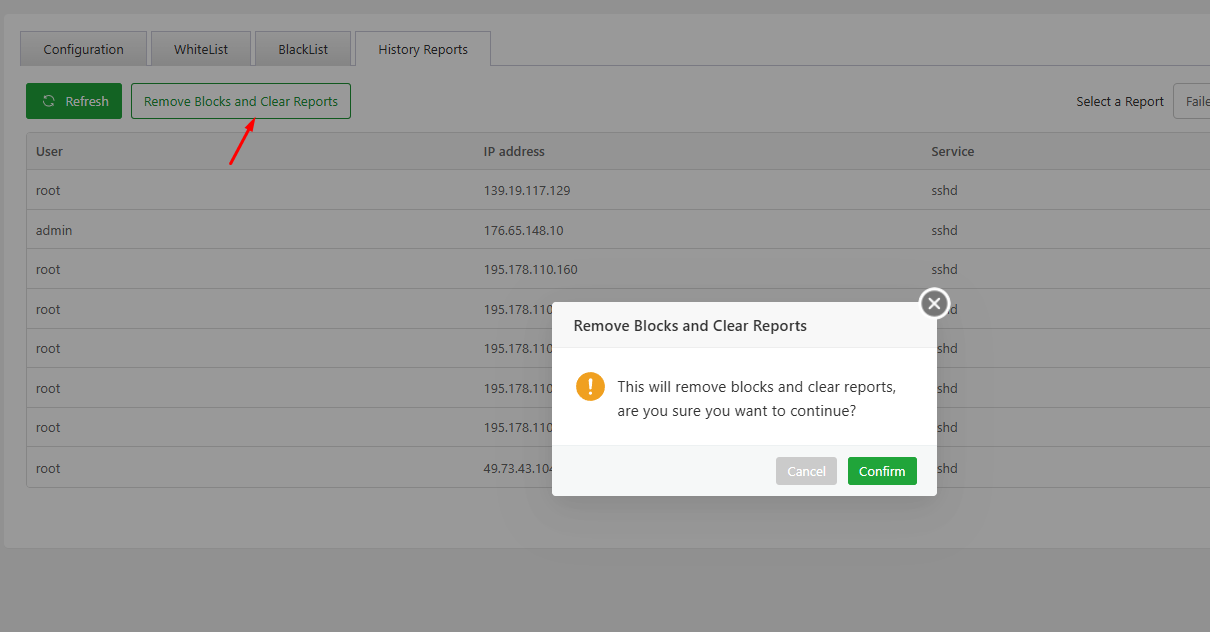 Configuration WhiteList BlackList History Reports
Refresh Remove Blocks and Clear Reports Select a Report Faile
User IP address Service
root 139.19.117.129 sshd
admin 176.65.148.10 sshd
root 195.178.110.160 sshd
root 195.178.110
root 195.178.110 shd
root 195.178.110 shd
root 195.178.110 shd
root 49.73.43.104 shd
Remove Blocks and Clear Reports
This will remove blocks and clear reports,
are you sure you want to continue?
Cancel Confirm